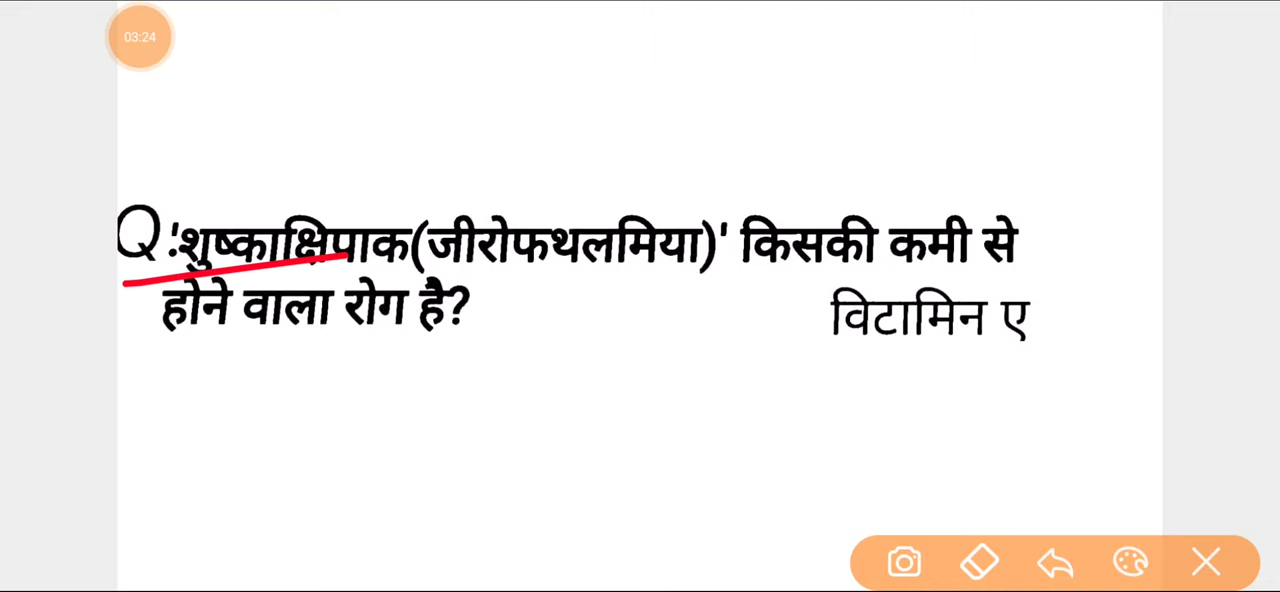 03:24
Q.'शुष्काक्षिपाक(जीरोफथलमिया)' किसकी कमी से
होने वाला रोग है?
विटामिन ए